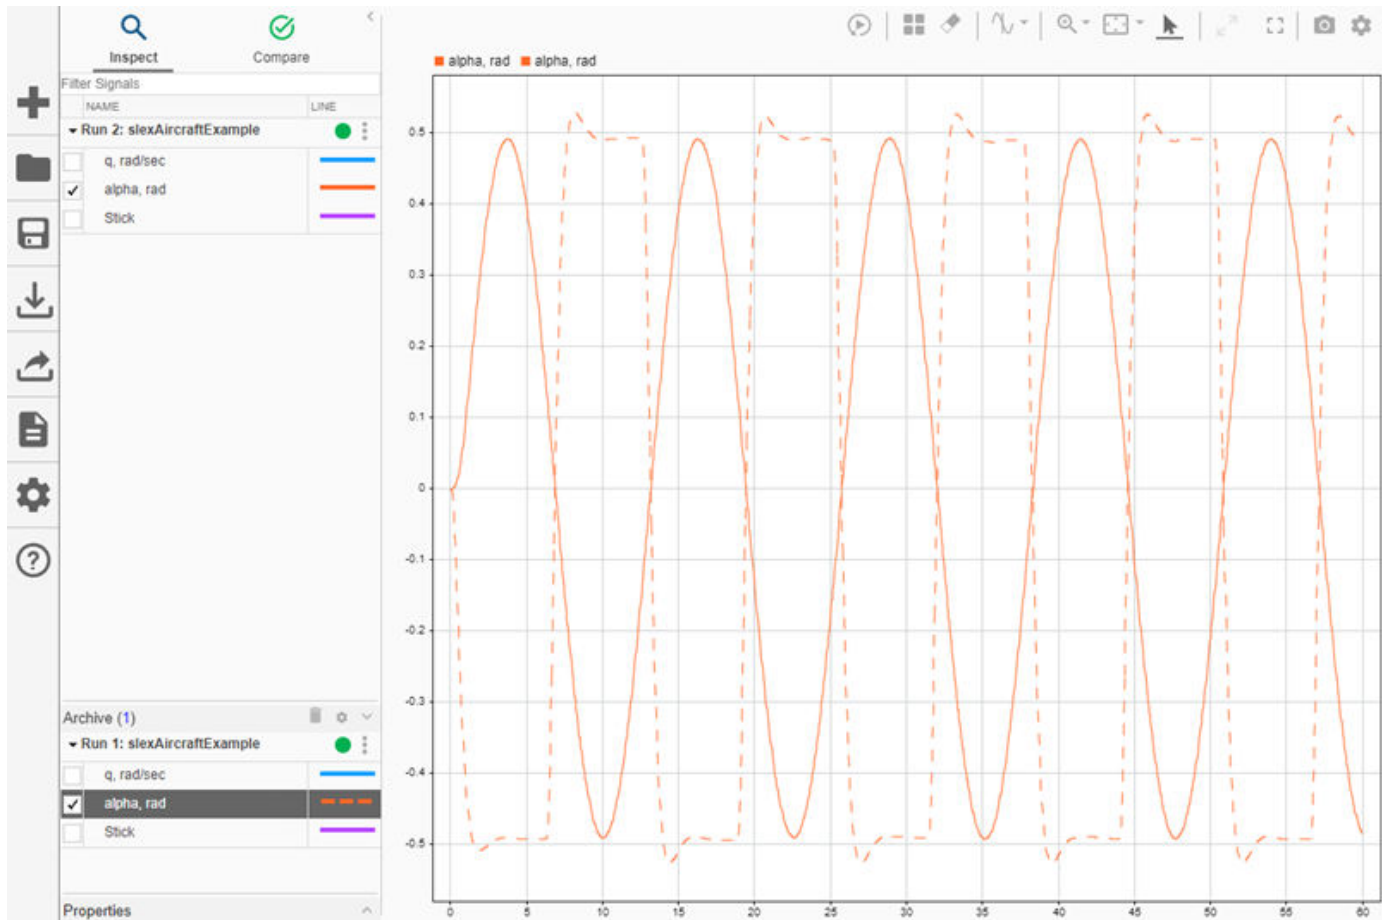 Inspect
Compare
Filter Signals
NAME LINE
Run 2: slexAircraftExample
q, rad/sec
alpha, rad
Stick
Archive (1)
Run 1: slexAircraftExample
q, rad/sec
alpha, rad
Stick
Properties
alpha, rad alpha, rad
0.5
0.4
0.3
0.2
0.1
0
-0.1
-0.2
-0.3
-0.4
-0.5
0 5 10 15 20 25 30 35 40 45 50 55 60